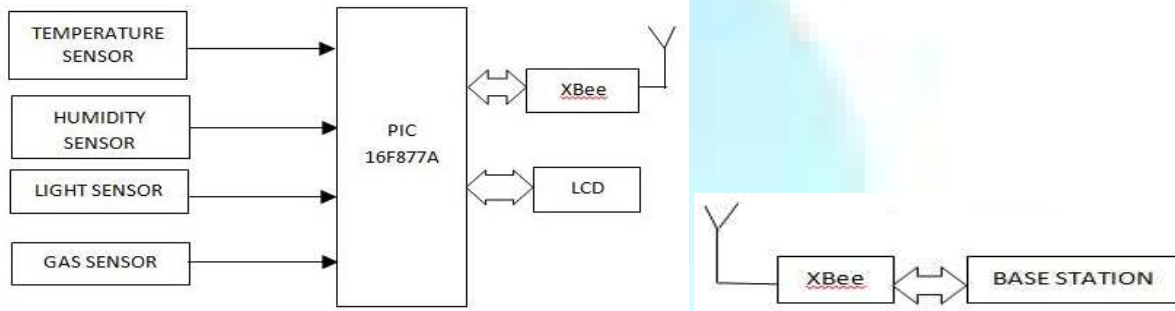 TEMPERATURE
SENSOR
HUMIDITY
SENSOR
LIGHT SENSOR
GAS SENSOR
PIC
16F877A
XBee
LCD
XBee
BASE STATION